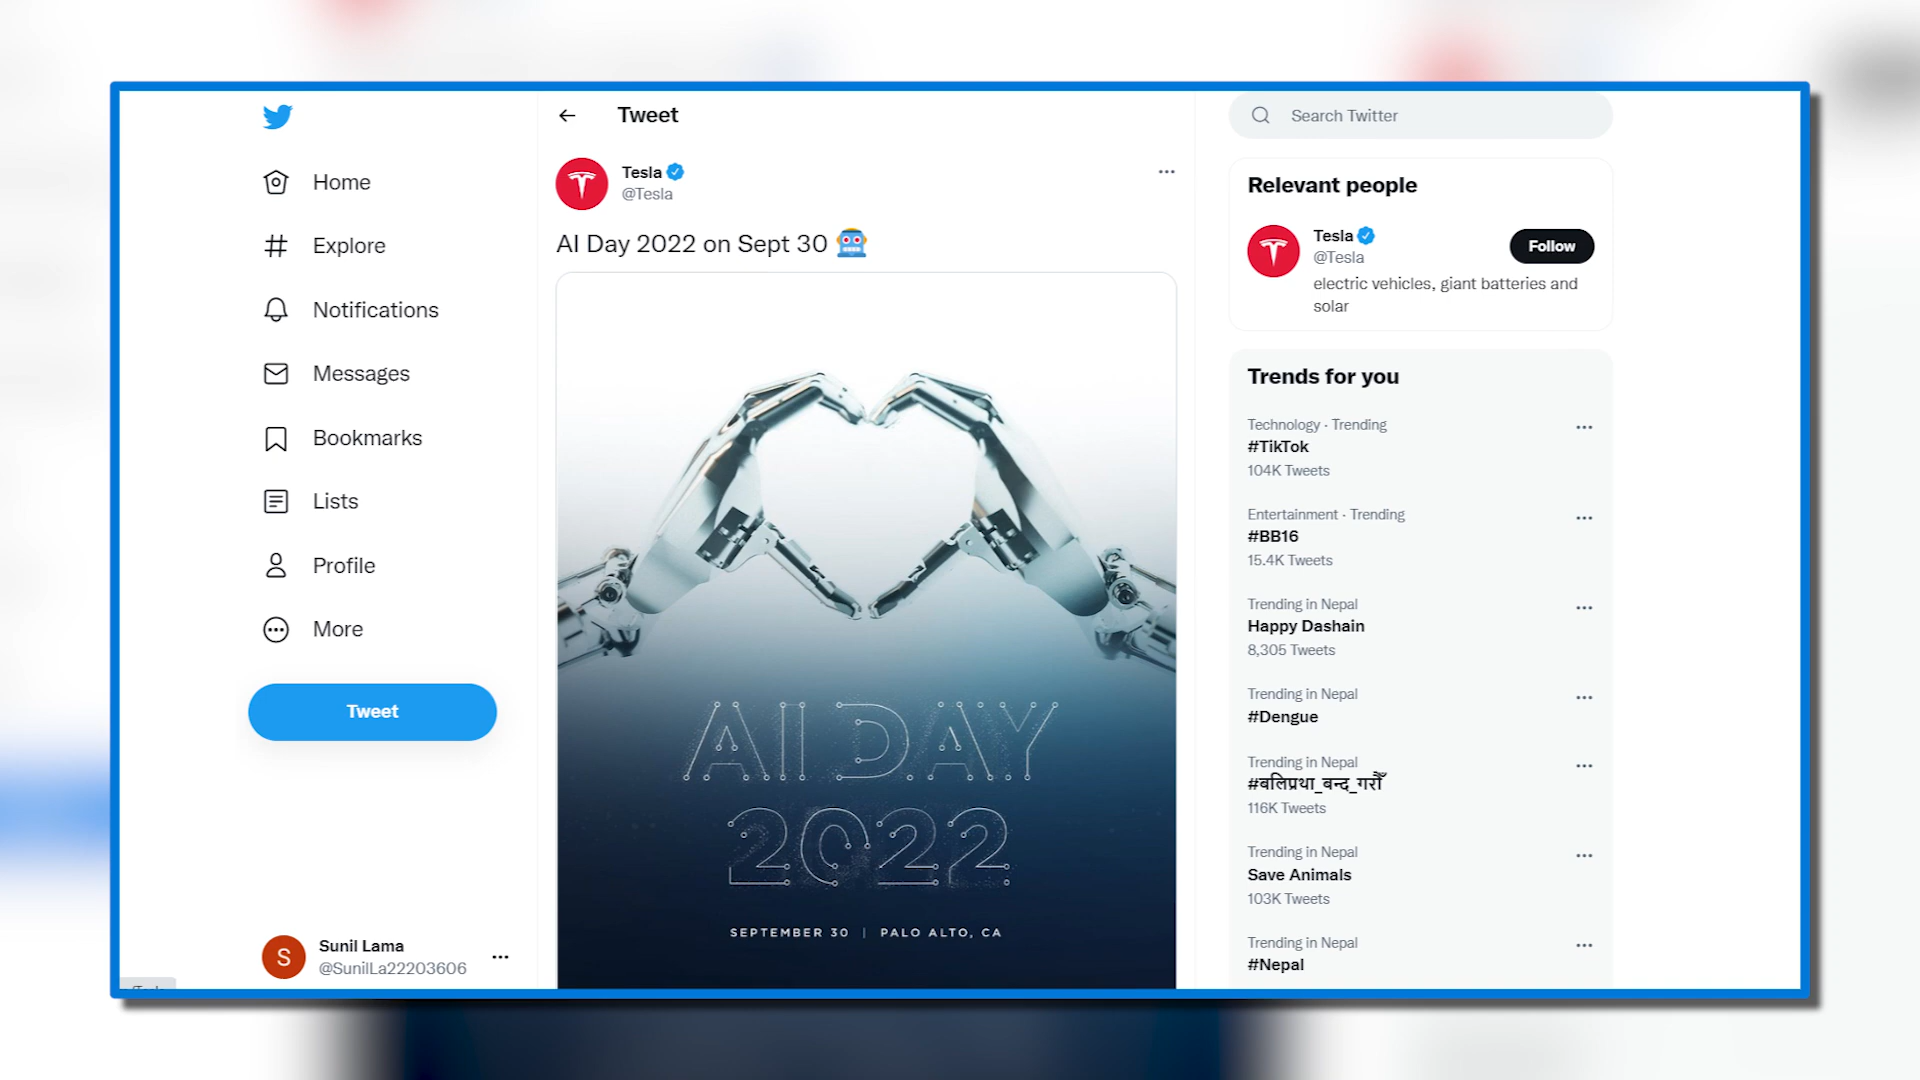 Home
Explore
Notifications
Messages
Bookmarks
Lists
Profile
More
Tweet
Sunil Lama
@SunilLa22203606
Tweet
Tesla
@Tesla
AI Day 2022 on Sept 30
AI DAY
2022
SEPTEMBER 30 | PALO ALTO, CA
Search Twitter
Relevant people
Tesla
@Tesla
Follow
electric vehicles, giant batteries and
solar
Trends for you
Technology · Trending
#TikTok
104K Tweets
Entertainment · Trending
#BB16
15.4K Tweets
Trending in Nepal
Happy Dashain
8,305 Tweets
Trending in Nepal
#Dengue
Trending in Nepal
#बलिप्रथा_बन्द_गरौँ
116K Tweets
Trending in Nepal
Save Animals
103K Tweets
Trending in Nepal
#Nepal